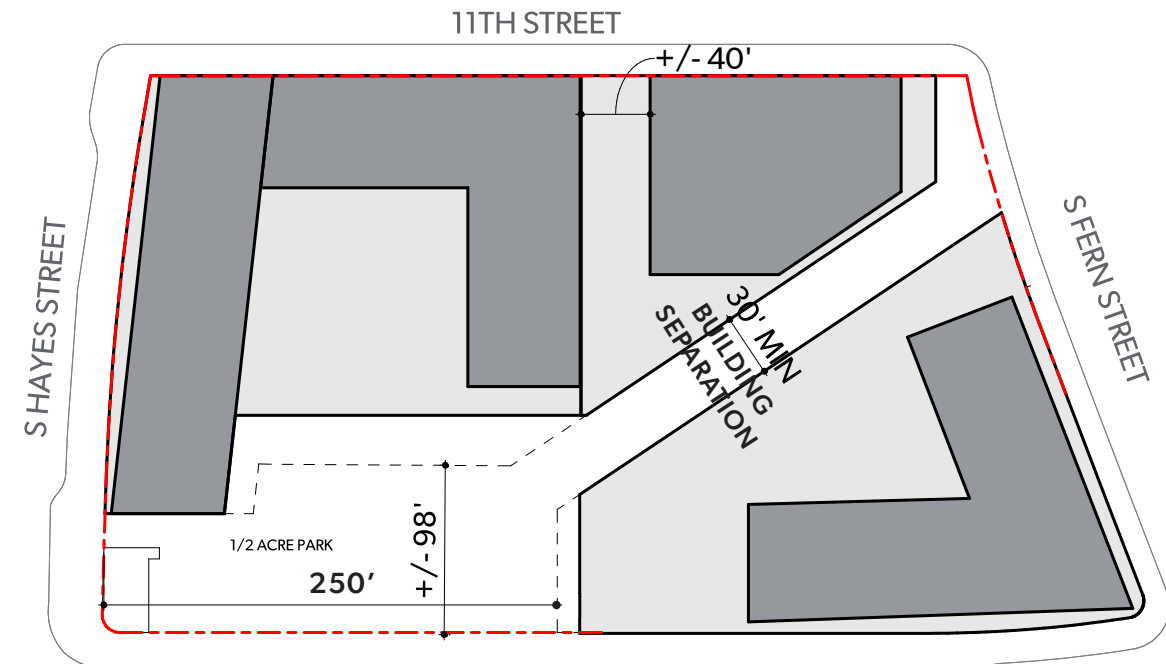 11TH STREET
+/- 40'
S HAYES STREET
S FERN STREET
30' MIN
BUILDING
SEPARATION
+/- 98'
1/2 ACRE PARK
250’